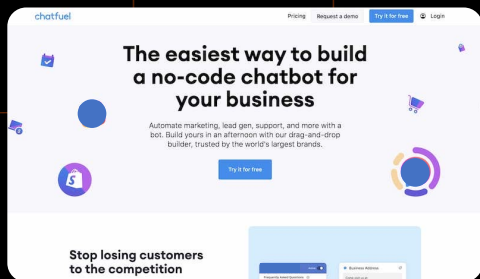 chatfuel
Pricing
Request a demo
Try it for free
Login
The easiest way to build
a no-code chatbot for
your business
Automate marketing, lead gen, support, and more with a
bot. Build yours in an afternoon with our drag-and-drop
builder, trusted by the world's largest brands.
Try it for free
Stop losing customers
to the competition
Business Address